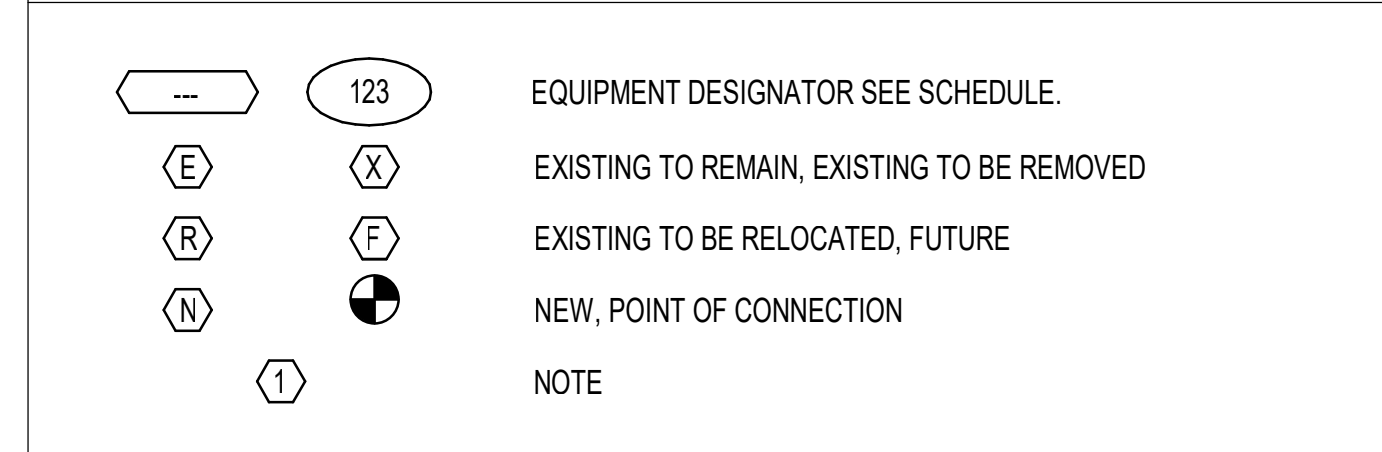 --- 123 EQUIPMENT DESIGNATOR SEE SCHEDULE.
E X EXISTING TO REMAIN, EXISTING TO BE REMOVED
R F EXISTING TO BE RELOCATED, FUTURE
N NEW, POINT OF CONNECTION
1 NOTE